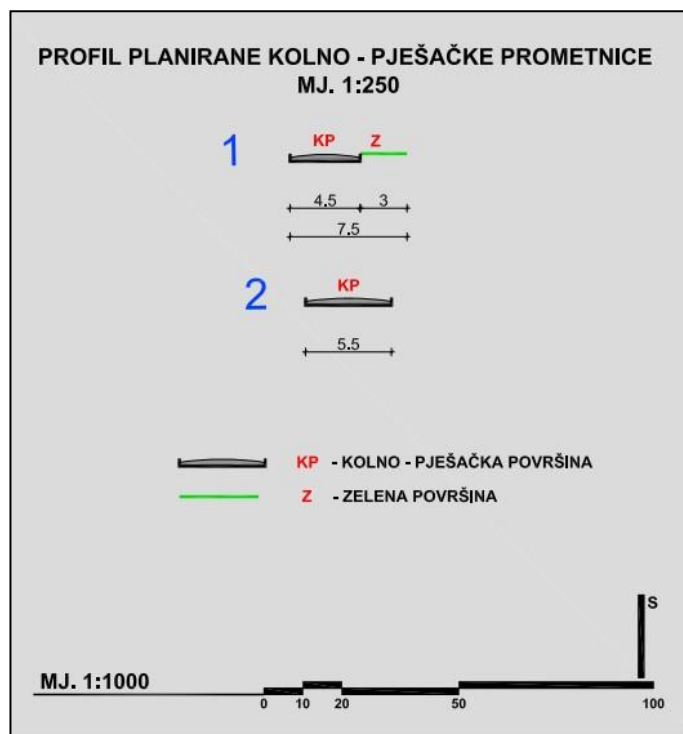 PROFIL PLANIRANE KOLNO - PJEŠAČKE PROMETNICE
MJ. 1:250
1
KP Z
4.5 3
7.5
2
KP
5.5
KP - KOLNO - PJEŠAČKA POVRŠINA
Z - ZELENA POVRŠINA
S
MJ. 1:1000
0 10 20 50 100